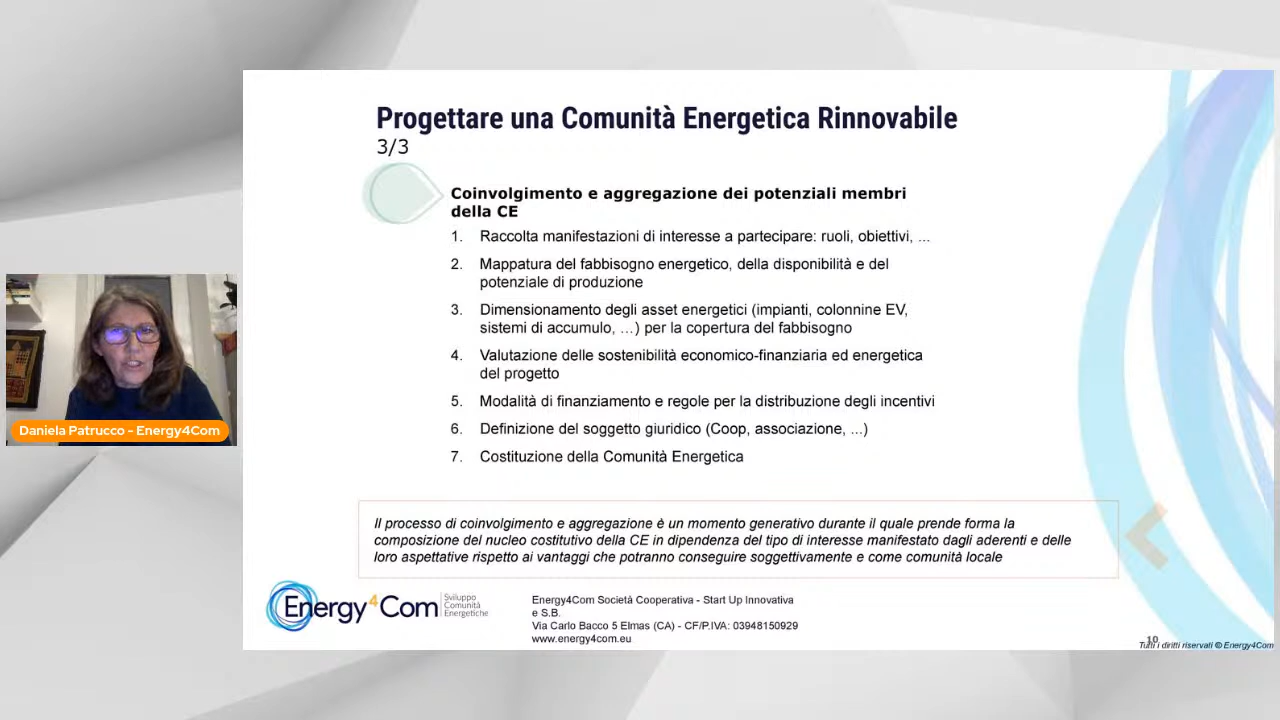 Progettare una Comunità Energetica Rinnovabile
3/3
Coinvolgimento e aggregazione dei potenziali membri
della CE
1. Raccolta manifestazioni di interesse a partecipare: ruoli, obiettivi, ...
2. Mappatura del fabbisogno energetico, della disponibilità e del
potenziale di produzione
3. Dimensionamento degli asset energetici (impianti, colonnine EV,
sistemi di accumulo, ...) per la copertura del fabbisogno
4. Valutazione delle sostenibilità economico-finanziaria ed energetica
del progetto
5. Modalità di finanziamento e regole per la distribuzione degli incentivi
6. Definizione del soggetto giuridico (Coop, associazione, ...)
7. Costituzione della Comunità Energetica
Daniela Patrucco - Energy4Com
Il processo di coinvolgimento e aggregazione è un momento generativo durante il quale prende forma la
composizione del nucleo costitutivo della CE in dipendenza del tipo di interesse manifestato dagli aderenti e delle
loro aspettative rispetto ai vantaggi che potranno conseguire soggettivamente e come comunità locale
Energy4Com
Sviluppo
Comunità
Energetiche
Energy4Com Società Cooperativa - Start Up Innovativa
e S.B.
Via Carlo Bacco 5 Elmas (CA) - CF/P.IVA: 03948150929
www.energy4com.eu
10
Tutti i diritti riservati © Energy4Com